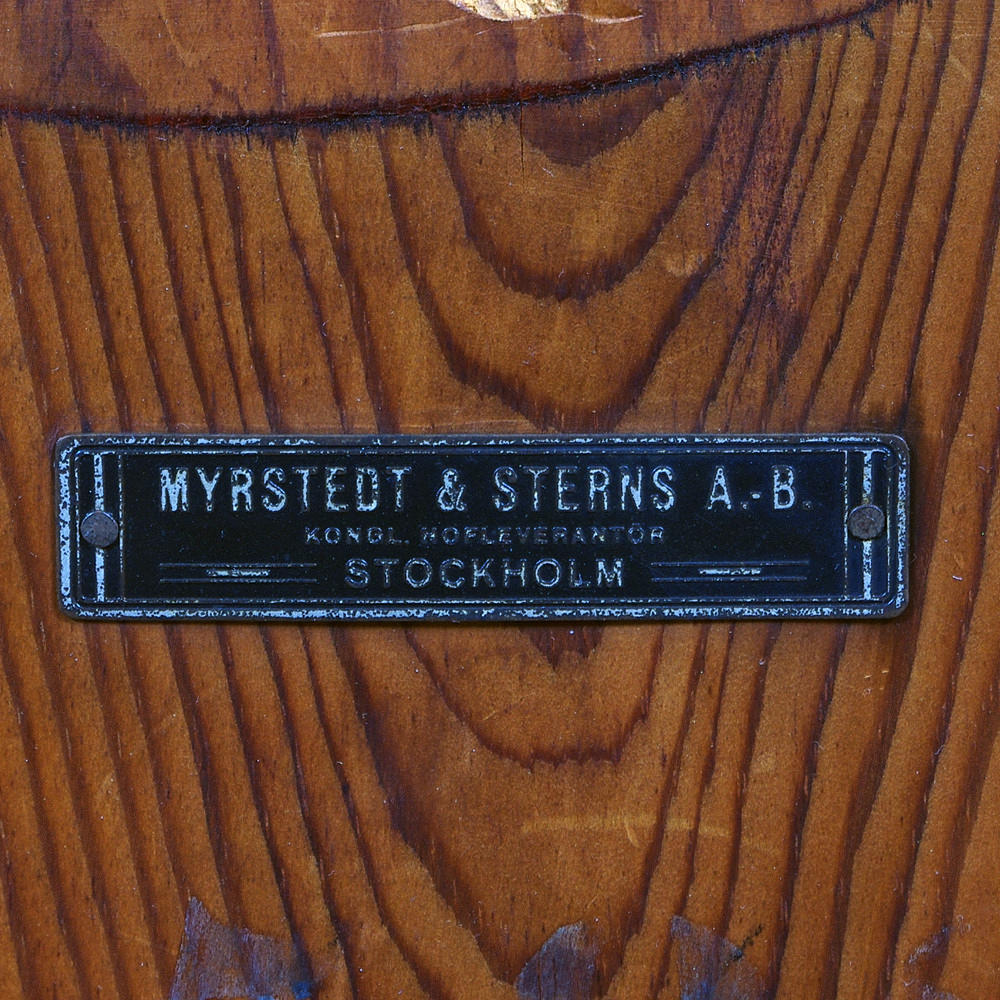 MYRSTEDT & STERNS A.-B.
KONGL. HOFLEVERANTÖR
STOCKHOLM